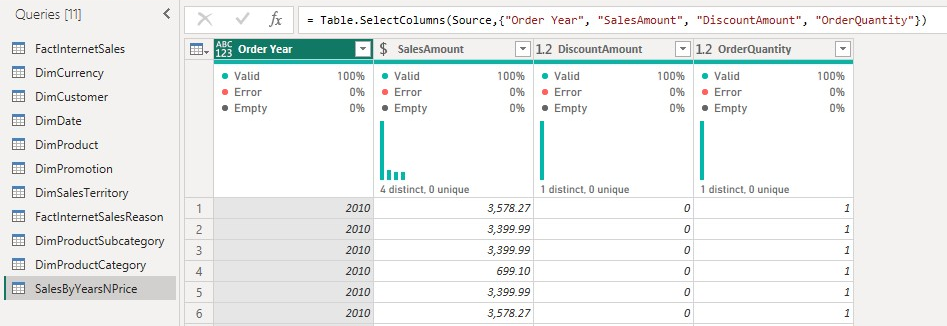 Queries [11]
FactInternetSales
DimCurrency
DimCustomer
DimDate
DimProduct
DimPromotion
DimSalesTerritory
FactInternetSalesReason
DimProductSubcategory
DimProductCategory
SalesByYearsNPrice
fx = Table.SelectColumns(Source,{"Order Year", "SalesAmount", "DiscountAmount", "OrderQuantity"})
ABC 123 Order Year $ SalesAmount 1.2 DiscountAmount 1.2 OrderQuantity
Valid 100% Valid 100% Valid 100% Valid 100%
Error 0% Error 0% Error 0% Error 0%
Empty 0% Empty 0% Empty 0% Empty 0%
4 distinct, 0 unique 1 distinct, 0 unique 1 distinct, 0 unique
1 2010 3,578.27 0 1
2 2010 3,399.99 0 1
3 2010 3,399.99 0 1
4 2010 699.10 0 1
5 2010 3,399.99 0 1
6 2010 3,578.27 0 1